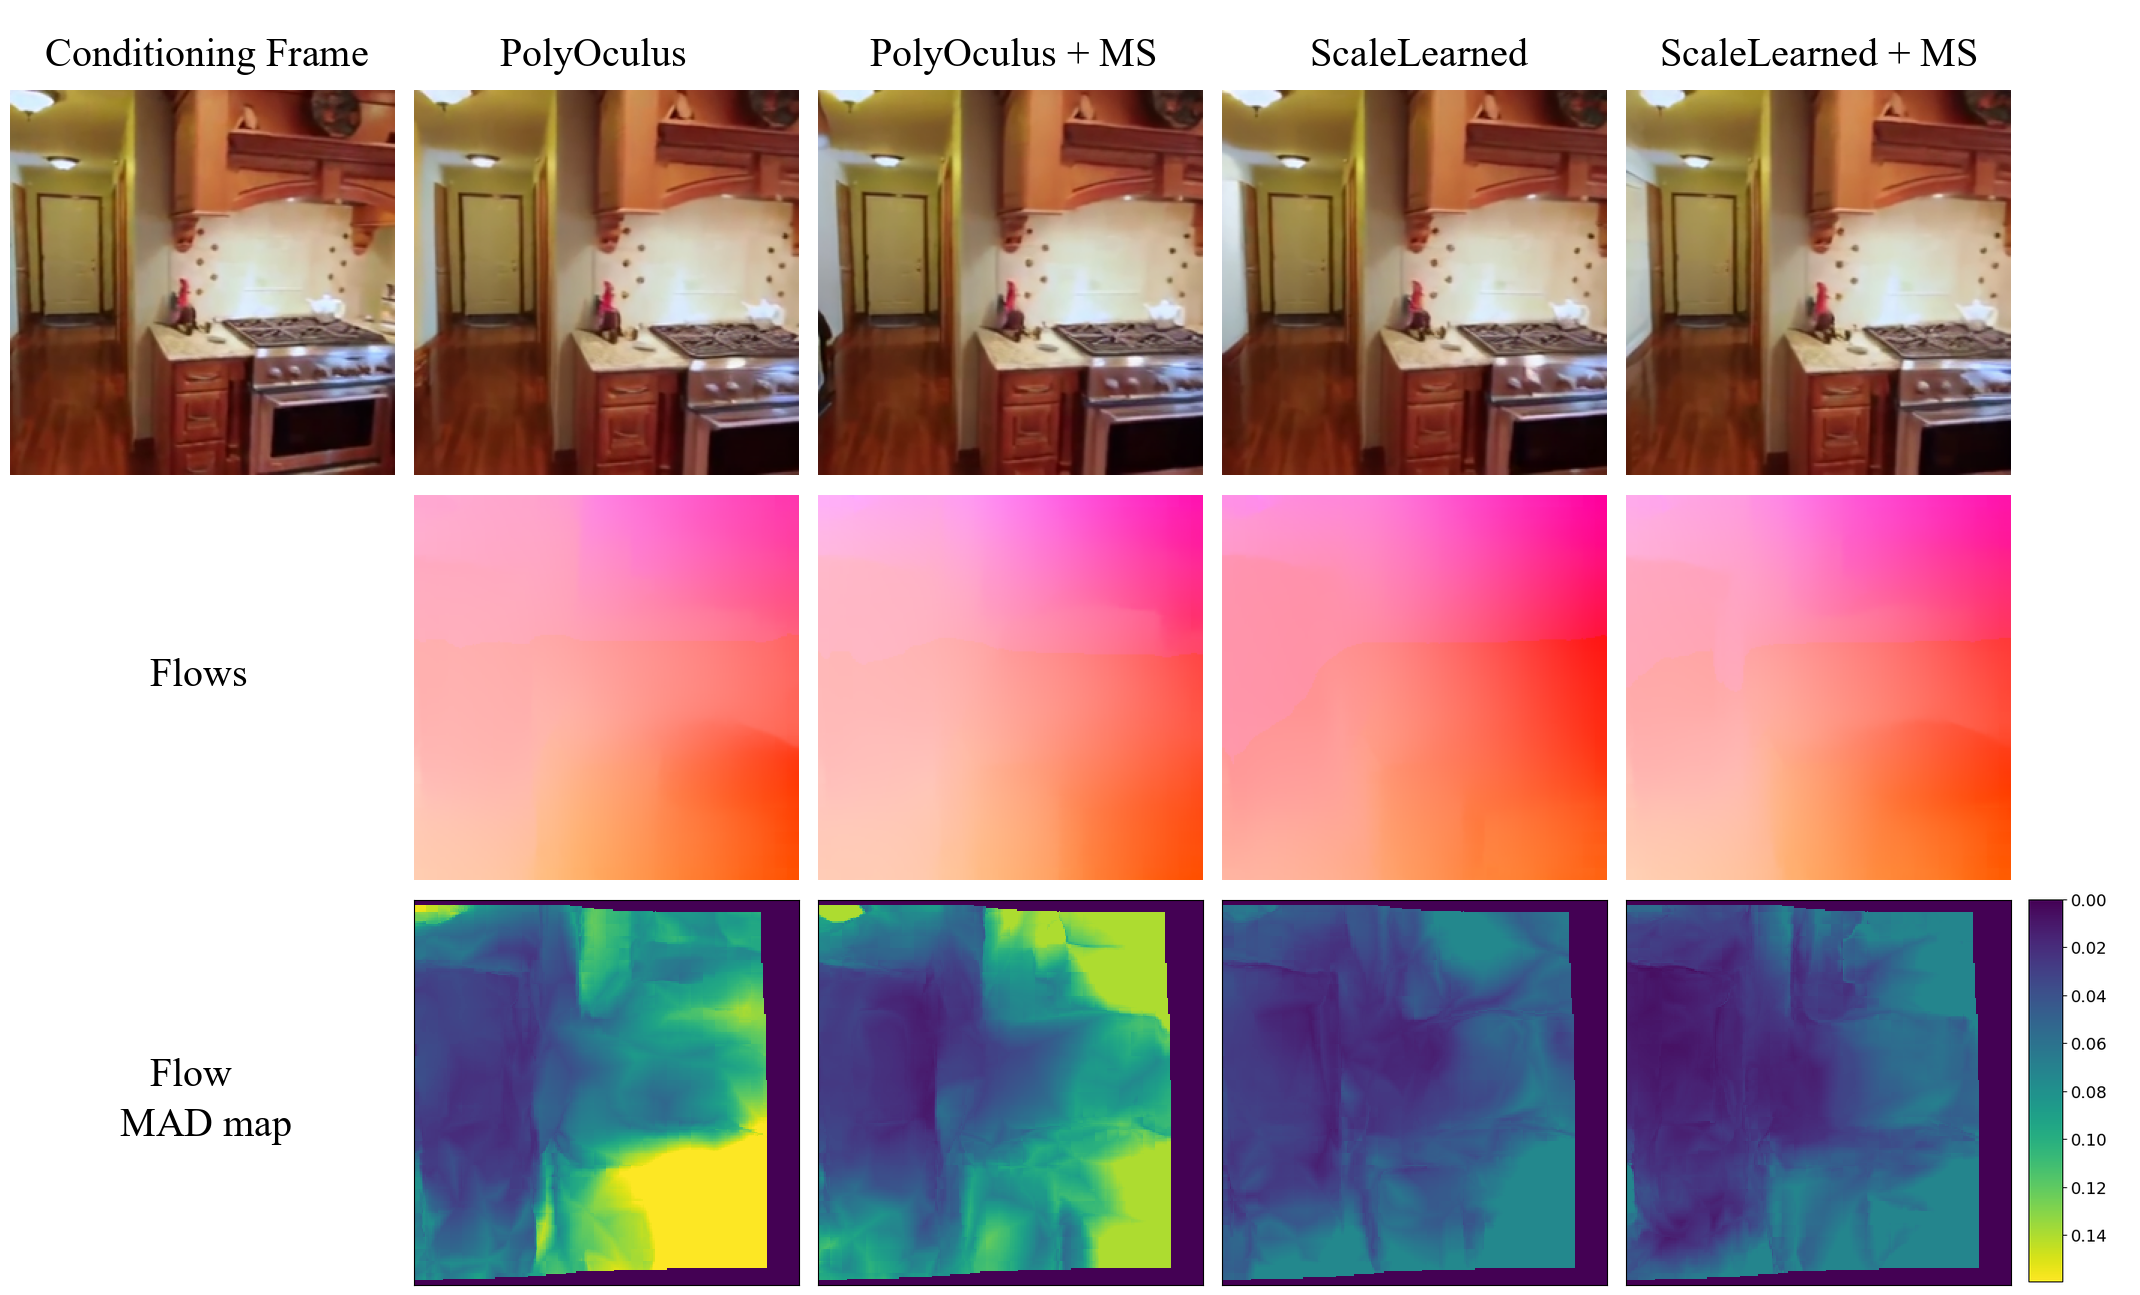 Conditioning Frame
PolyOculus
PolyOculus + MS
ScaleLearned
ScaleLearned + MS
Flows
Flow
MAD map
0.00
0.02
0.04
0.06
0.08
0.10
0.12
0.14